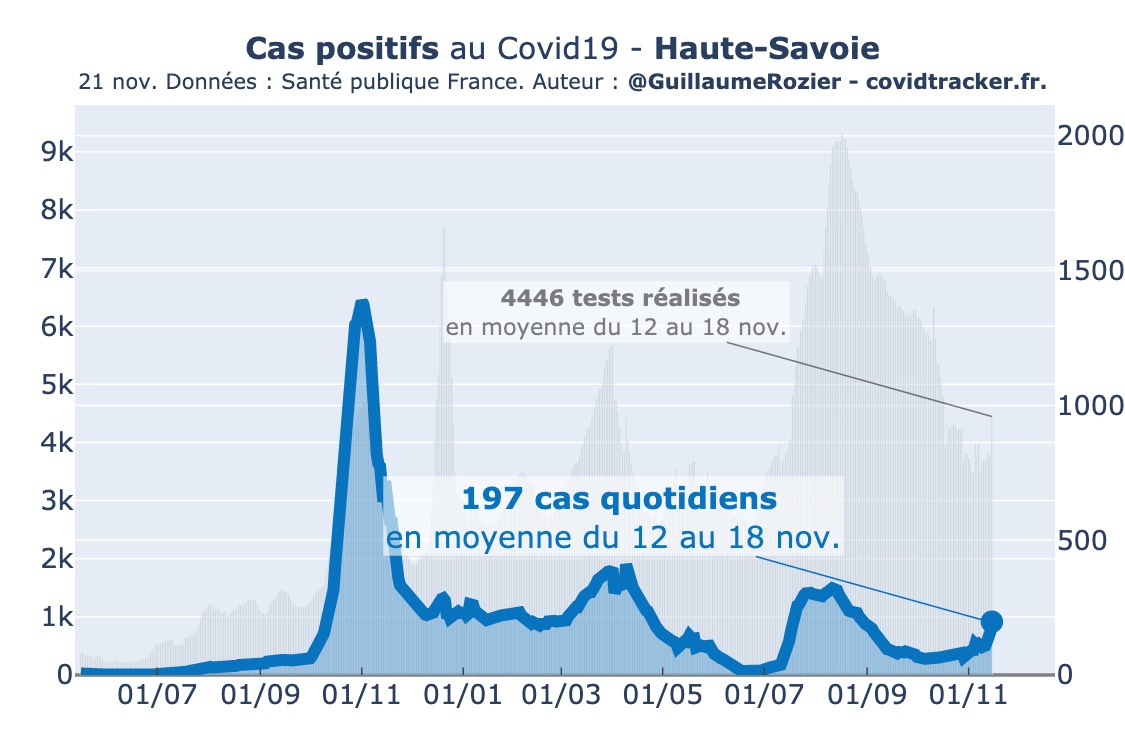 Cas positifs au Covid19 - Haute-Savoie
21 nov. Données : Santé publique France. Auteur : @GuillaumeRozier - covidtracker.fr.
9k
8k
7k
6k
5k
4k
3k
2k
1k
0
2000
1500
1000
500
0
4446 tests réalisés
en moyenne du 12 au 18 nov.
197 cas quotidiens
en moyenne du 12 au 18 nov.
01/07 01/09 01/11 01/01 01/03 01/05 01/07 01/09 01/11